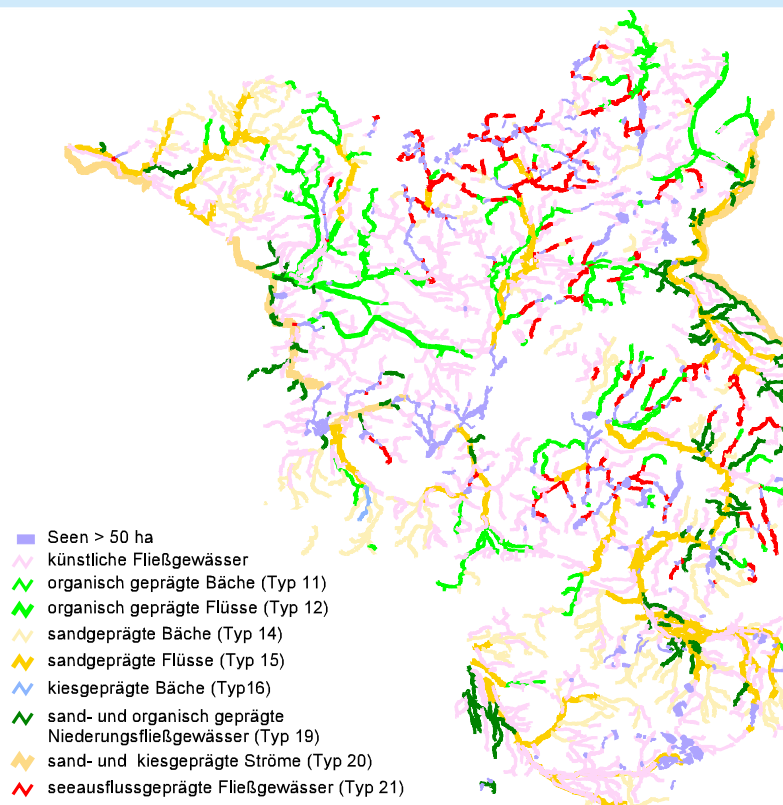 Seen > 50 ha
künstliche Fließgewässer
organisch geprägte Bäche (Typ 11)
organisch geprägte Flüsse (Typ 12)
sandgeprägte Bäche (Typ 14)
sandgeprägte Flüsse (Typ 15)
kiesgeprägte Bäche (Typ16)
sand- und organisch geprägte
Niederungsfließgewässer (Typ 19)
sand- und kiesgeprägte Ströme (Typ 20)
seeausflussgeprägte Fließgewässer (Typ 21)